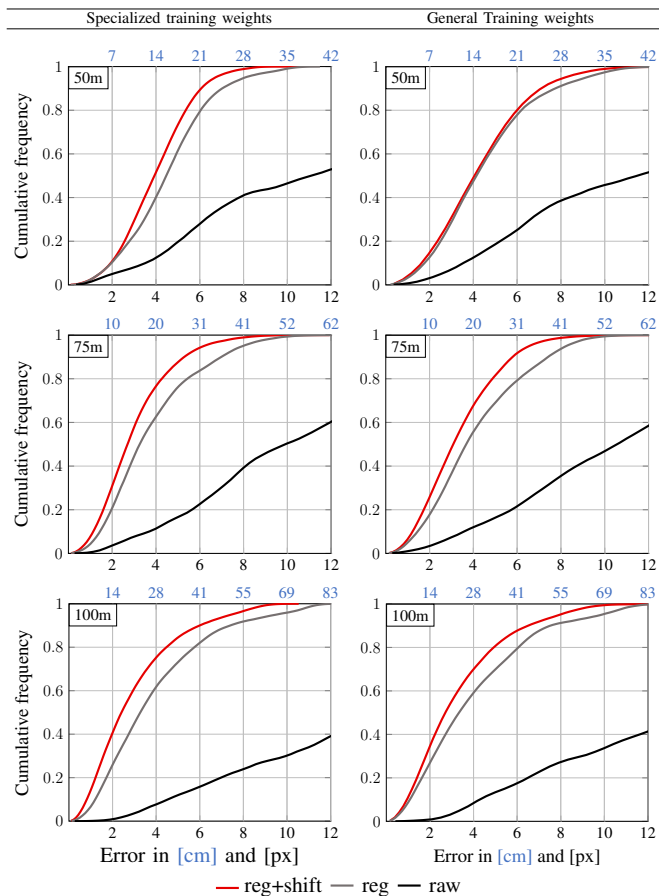 Specialized training weights General Training weights
7 14 21 28 35 42 7 14 21 28 35 42
50m 50m
Cumulative frequency
1 0.8 0.6 0.4 0.2 0
2 4 6 8 10 12 2 4 6 8 10 12
10 20 31 41 52 62 10 20 31 41 52 62
75m 75m
Cumulative frequency
1 0.8 0.6 0.4 0.2 0
2 4 6 8 10 12 2 4 6 8 10 12
14 28 41 55 69 83 14 28 41 55 69 83
100m 100m
Cumulative frequency
1 0.8 0.6 0.4 0.2 0
2 4 6 8 10 12 2 4 6 8 10 12
Error in [cm] and [px] Error in [cm] and [px]
reg+shift reg raw